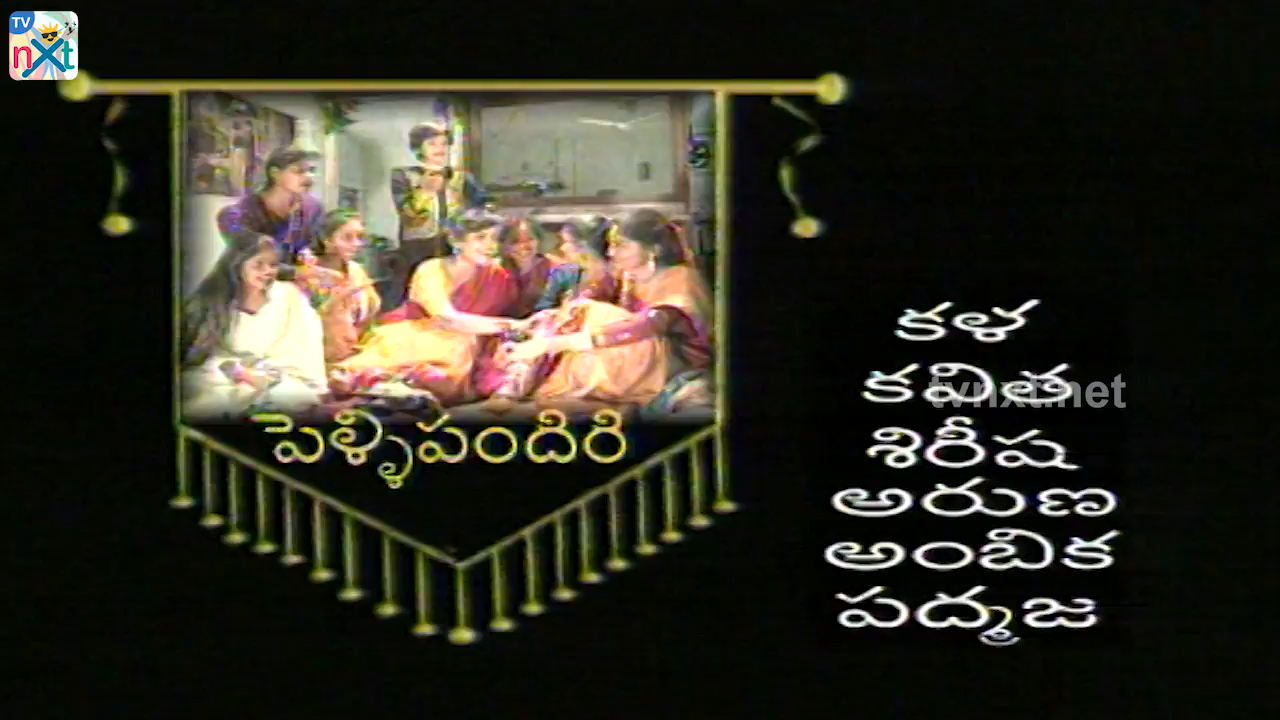 TV
nXt
పెళ్ళిపందిరి
కళ
కవిత
tvnxt.net
శిరీష
అరుణ
అంబిక
పద్మజ